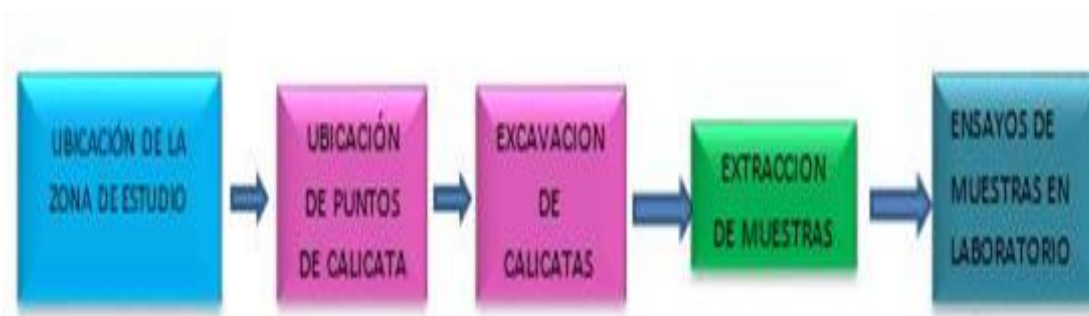 UBICACIÓN DE LA
ZONA DE ESTUDIO
UBICACIÓN
DE PUNTOS
DE CALICATA
EXCAVACION
DE
CALICATAS
EXTRACCION
DE MUESTRAS
ENSAYOS DE
MUESTRAS EN
LABORATORIO